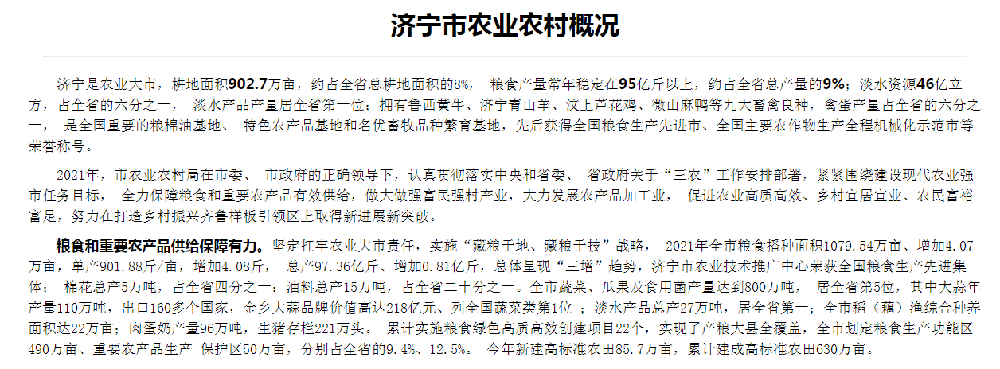 济宁市农业农村概况
济宁是农业大市，耕地面积902.7万亩，约占全省总耕地面积的8%， 粮食产量常年稳定在95亿斤以上，约占全省总产量的9%；淡水资源46亿立
方，占全省的六分之一， 淡水产品产量居全省第一位；拥有鲁西黄牛、济宁青山羊、汶上芦花鸡、微山麻鸭等九大畜禽良种，禽蛋产量占全省的六分之
一， 是全国重要的粮棉油基地、 特色农产品基地和名优畜牧品种繁育基地，先后获得全国粮食生产先进市、全国主要农作物生产全程机械化示范市等
荣誉称号。
2021年，市农业农村局在市委、 市政府的正确领导下，认真贯彻落实中央和省委、 省政府关于“三农”工作安排部署，紧紧围绕建设现代农业强
市任务目标， 全力保障粮食和重要农产品有效供给，做大做强富民强村产业，大力发展农产品加工业， 促进农业高质高效、乡村宜居宜业、农民富裕
富足，努力在打造乡村振兴齐鲁样板引领区上取得新进展新突破。
粮食和重要农产品供给保障有力。坚定扛牢农业大市责任，实施“藏粮于地、藏粮于技”战略， 2021年全市粮食播种面积1079.54万亩、增加4.07
万亩，单产901.88斤/亩，增加4.08斤， 总产97.36亿斤、增加0.81亿斤，总体呈现“三增”趋势，济宁市农业技术推广中心荣获全国粮食生产先进集
体； 棉花总产5万吨，占全省四分之一；油料总产15万吨，占全省二十分之一。全市蔬菜、瓜果及食用菌产量达到800万吨， 居全省第5位，其中大蒜年
产量110万吨，出口160多个国家，金乡大蒜品牌价值高达218亿元、列全国蔬菜类第1位 ；淡水产品总产27万吨，居全省第一；全市稻（藕）渔综合种养
面积达22万亩；肉蛋奶产量96万吨，生猪存栏221万头。 累计实施粮食绿色高质高效创建项目22个，实现了产粮大县全覆盖，全市划定粮食生产功能区
490万亩、重要农产品生产 保护区50万亩，分别占全省的9.4%、12.5%。 今年新建高标准农田85.7万亩，累计建成高标准农田630万亩。